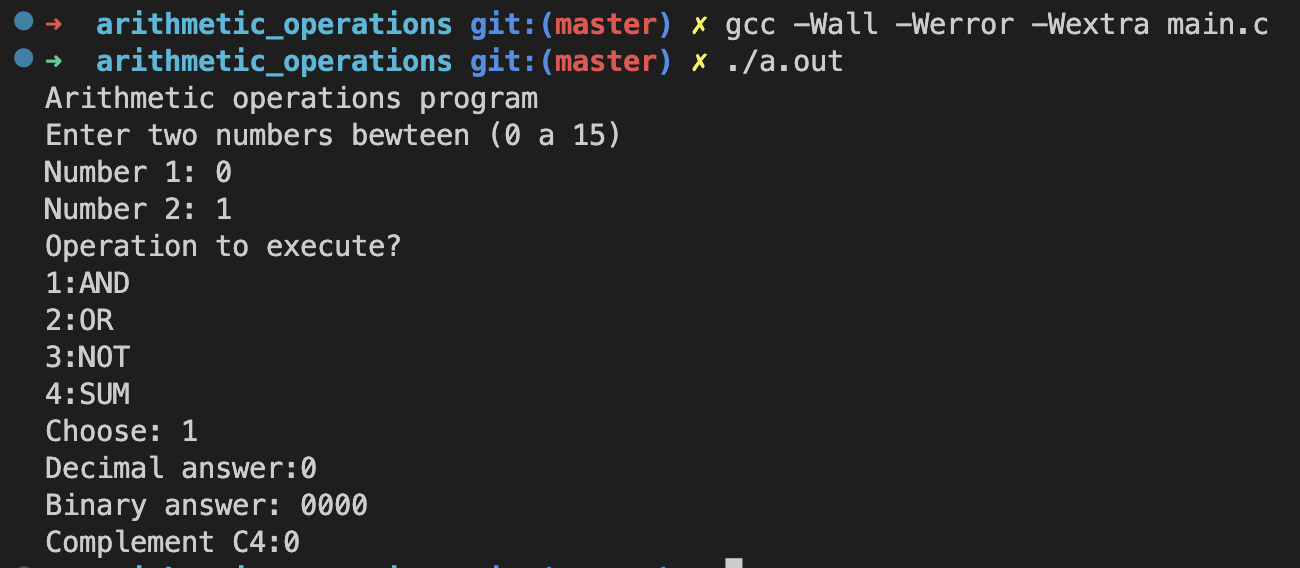 ➜ arithmetic_operations git:(master) ✗ gcc -Wall -Werror -Wextra main.c
➜ arithmetic_operations git:(master) ✗ ./a.out
Arithmetic operations program
Enter two numbers bewteen (0 a 15)
Number 1: 0
Number 2: 1
Operation to execute?
1:AND
2:OR
3:NOT
4:SUM
Choose: 1
Decimal answer:0
Binary answer: 0000
Complement C4:0